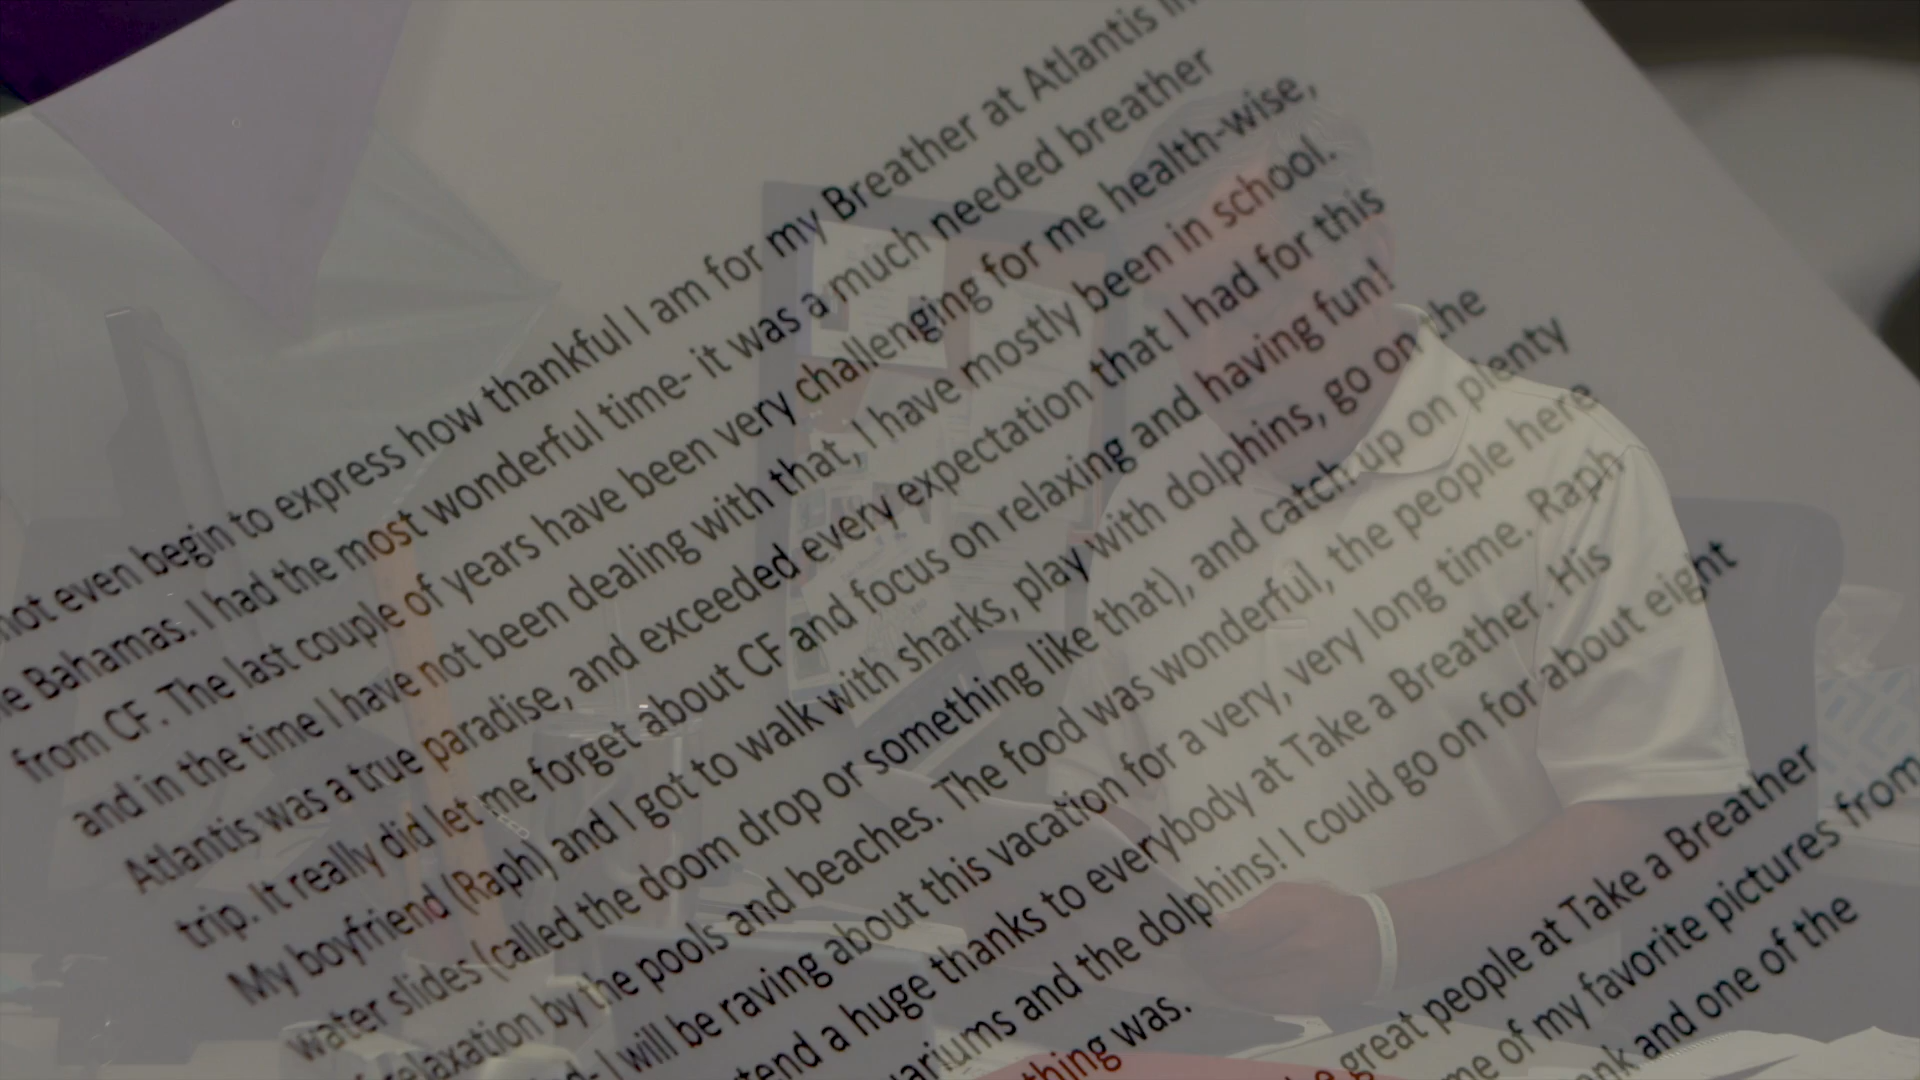 not even begin to express how thankful I am for my Breather at Atlantis in
Bahamas. I had the most wonderful time- it was a much needed breather
from CF. The last couple of years have been very challenging for me health-wise,
and in the time I have not been dealing with that, I have mostly been in school.
Atlantis was a true paradise, and exceeded every expectation that I had for this
trip. It really did let me forget about CF and focus on relaxing and having fun!
My boyfriend (Raph) and I got to walk with sharks, play with dolphins, go on the
water slides (called the doom drop or something like that), and catch up on plenty
relaxation by the pools and beaches. The food was wonderful, the people here
I will be raving about this vacation for a very, very long time. Raph
a huge thanks to everybody at Take a Breather. His
and the dolphins! I could go on for about eight
was.
great people at Take a Breather
of my favorite pictures from
and one of the